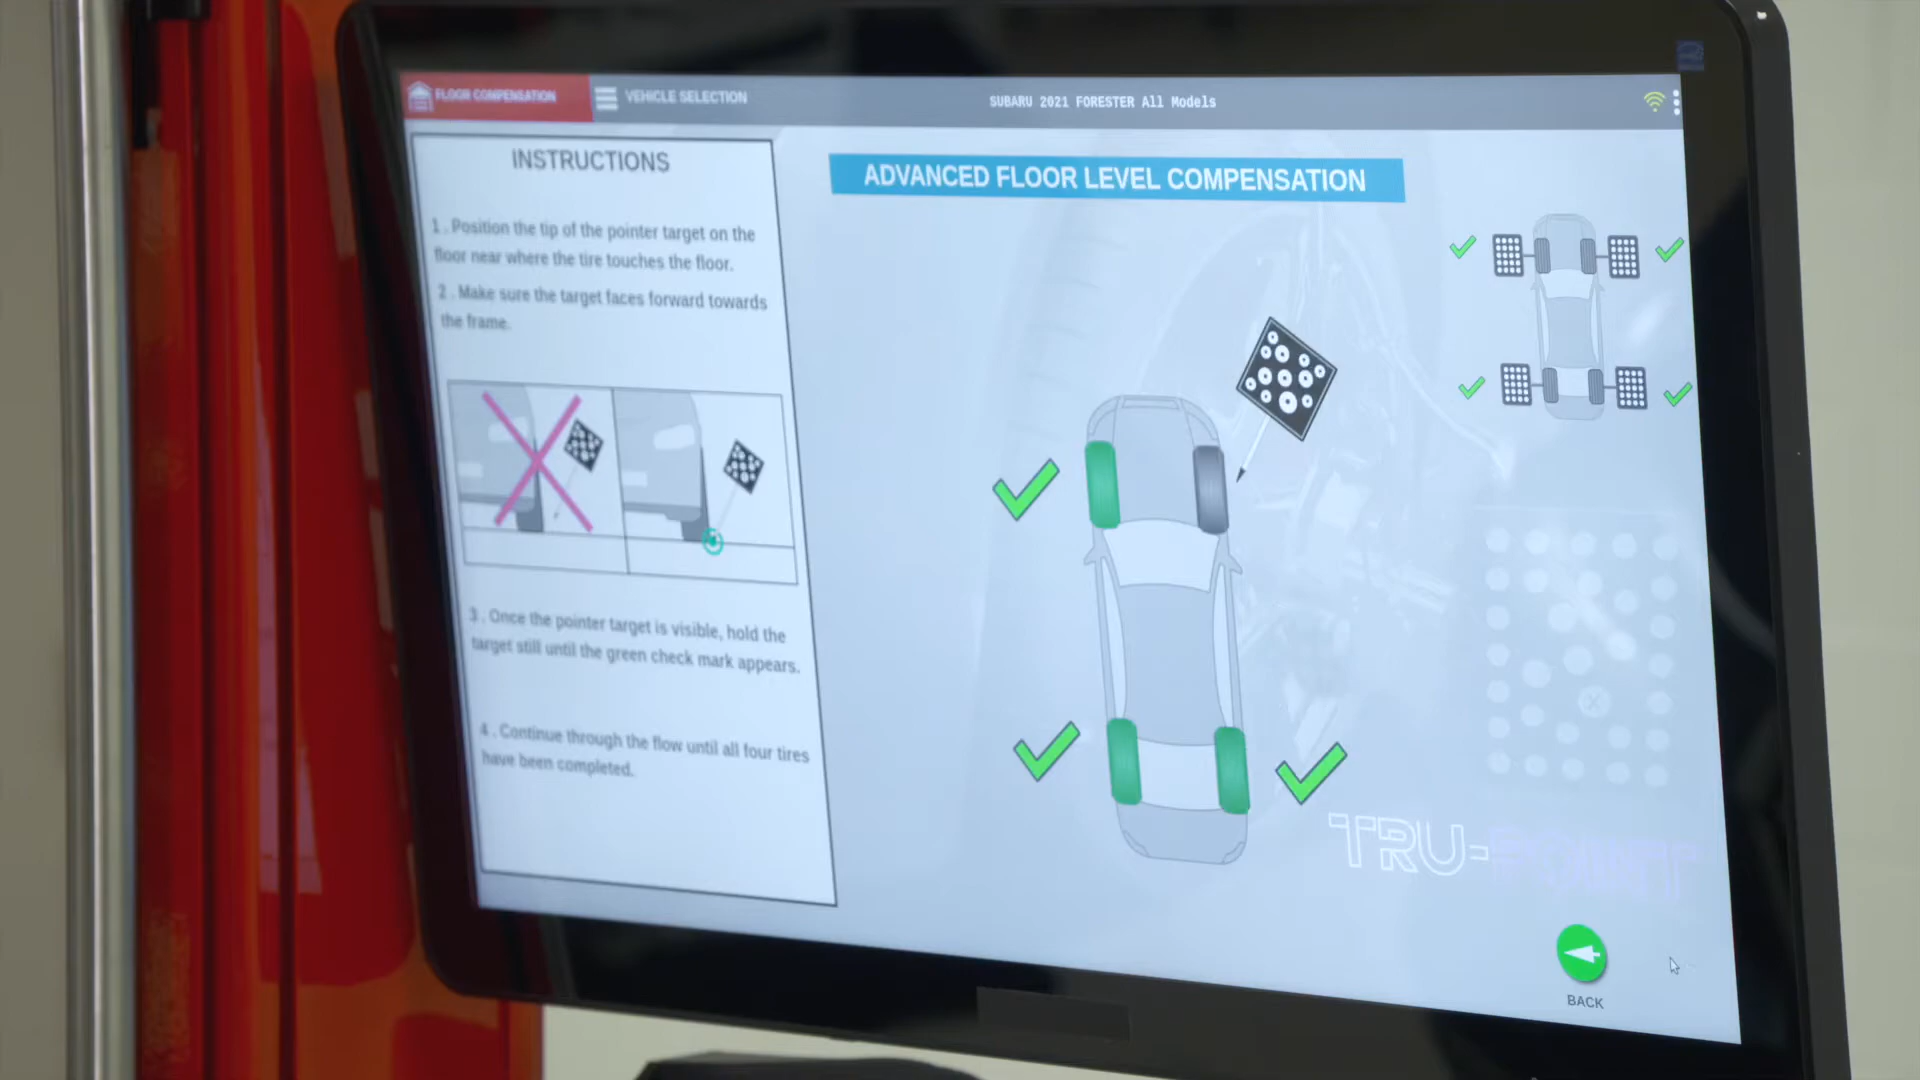 FLOOR COMPENSATION
VEHICLE SELECTION
SUBARU 2021 FORESTER All Models
INSTRUCTIONS
1 . Position the tip of the pointer target on the
floor near where the tire touches the floor.
2 . Make sure the target faces forward towards
the frame.
3 . Once the pointer target is visible, hold the
target still until the green check mark appears.
4 . Continue through the flow until all four tires
have been completed.
ADVANCED FLOOR LEVEL COMPENSATION
TRU-POINT
BACK